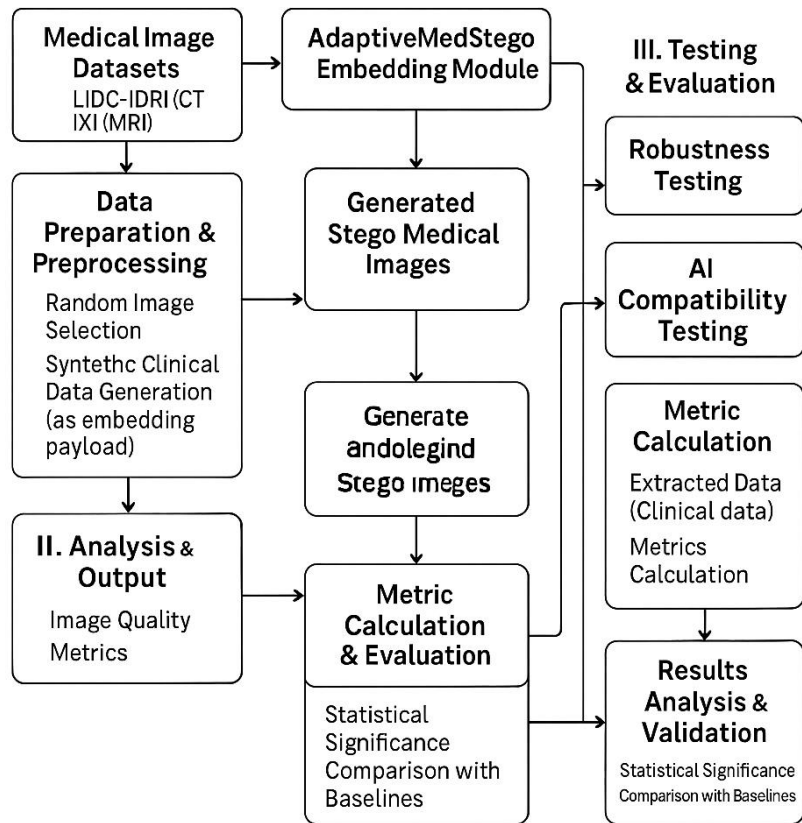 Medical Image
Datasets
LIDC-IDRI (CT
IXI (MRI)
AdaptiveMedStego
Embedding Module
III. Testing
& Evaluation
Robustness
Testing
Data
Preparation &
Preprocessing
Random Image
Selection
Syntethc Clinical
Data Generation
(as embedding
payload)
Generated
Stego Medical
Images
AI
Compatibility
Testing
Generate
andolegind
Stego imeges
Metric
Calculation
Extracted Data
(Clinical data)
Metrics
Calculation
II. Analysis &
Output
Image Quality
Metrics
Metric
Calculation
& Evaluation
Statistical
Significance
Comparison with
Baselines
Results
Analysis &
Validation
Statistical Significance
Comparison with Baselines